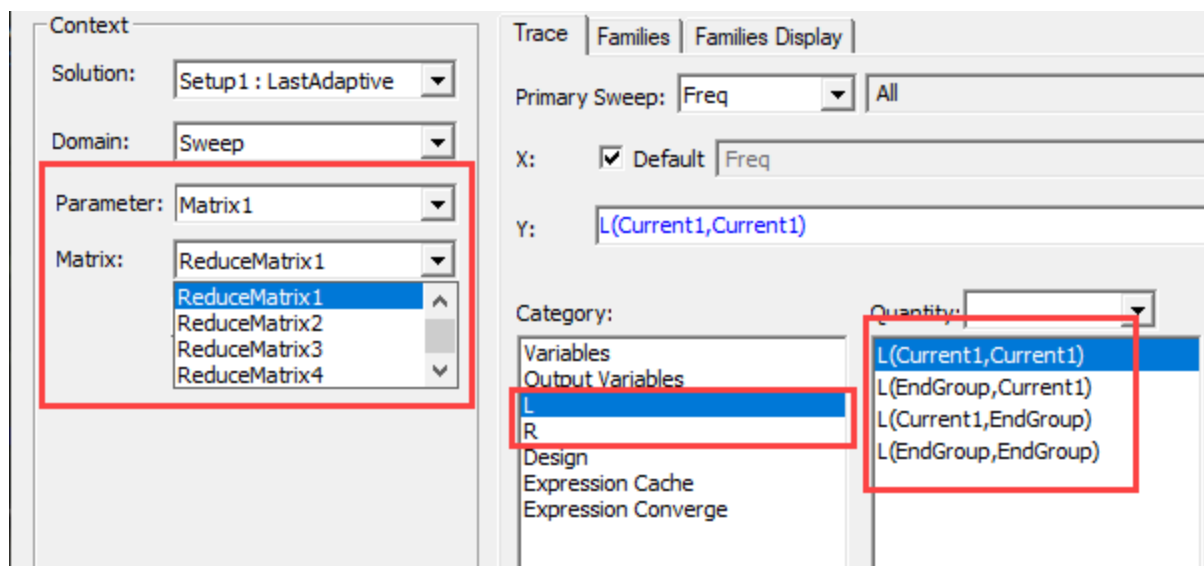 Context
Solution: Setup1 : LastAdaptive
Domain: Sweep
Parameter: Matrix1
Matrix: ReduceMatrix1
ReduceMatrix1
ReduceMatrix2
ReduceMatrix3
ReduceMatrix4
Trace Families Families Display
Primary Sweep: Freq All
X: Default Freq
Y: L(Current1,Current1)
Category:
Variables
Output Variables
L
R
Design
Expression Cache
Expression Converge
Quantity:
L(Current1,Current1)
L(EndGroup,Current1)
L(Current1,EndGroup)
L(EndGroup,EndGroup)